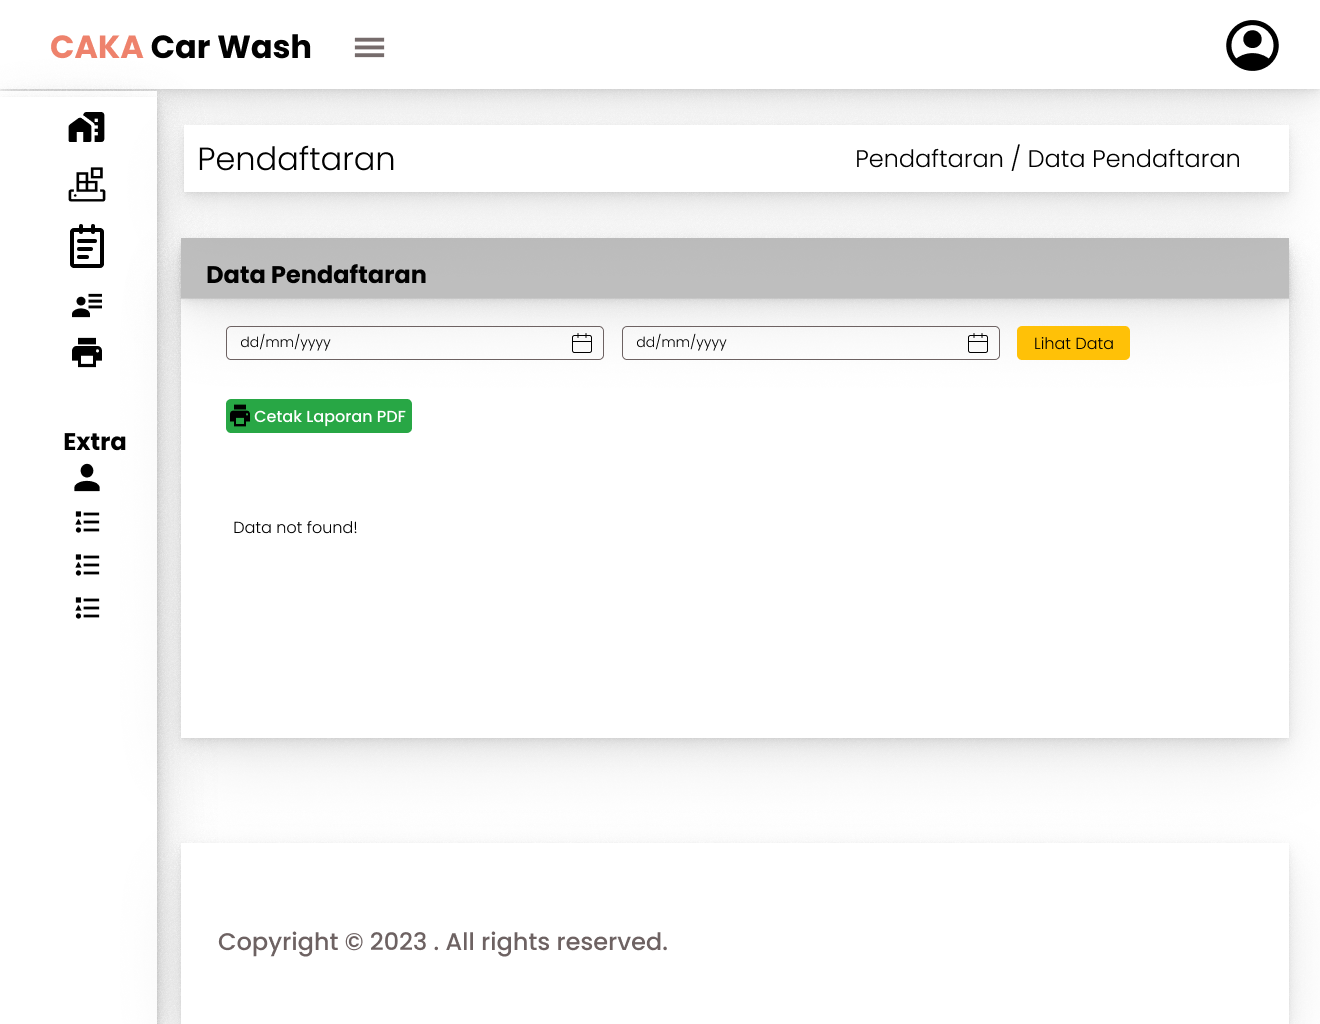 CAKA Car Wash
Pendaftaran
Pendaftaran / Data Pendaftaran
Data Pendaftaran
dd/mm/yyyy
dd/mm/yyyy
Lihat Data
Cetak Laporan PDF
Extra
Data not found!
Copyright © 2023 . All rights reserved.